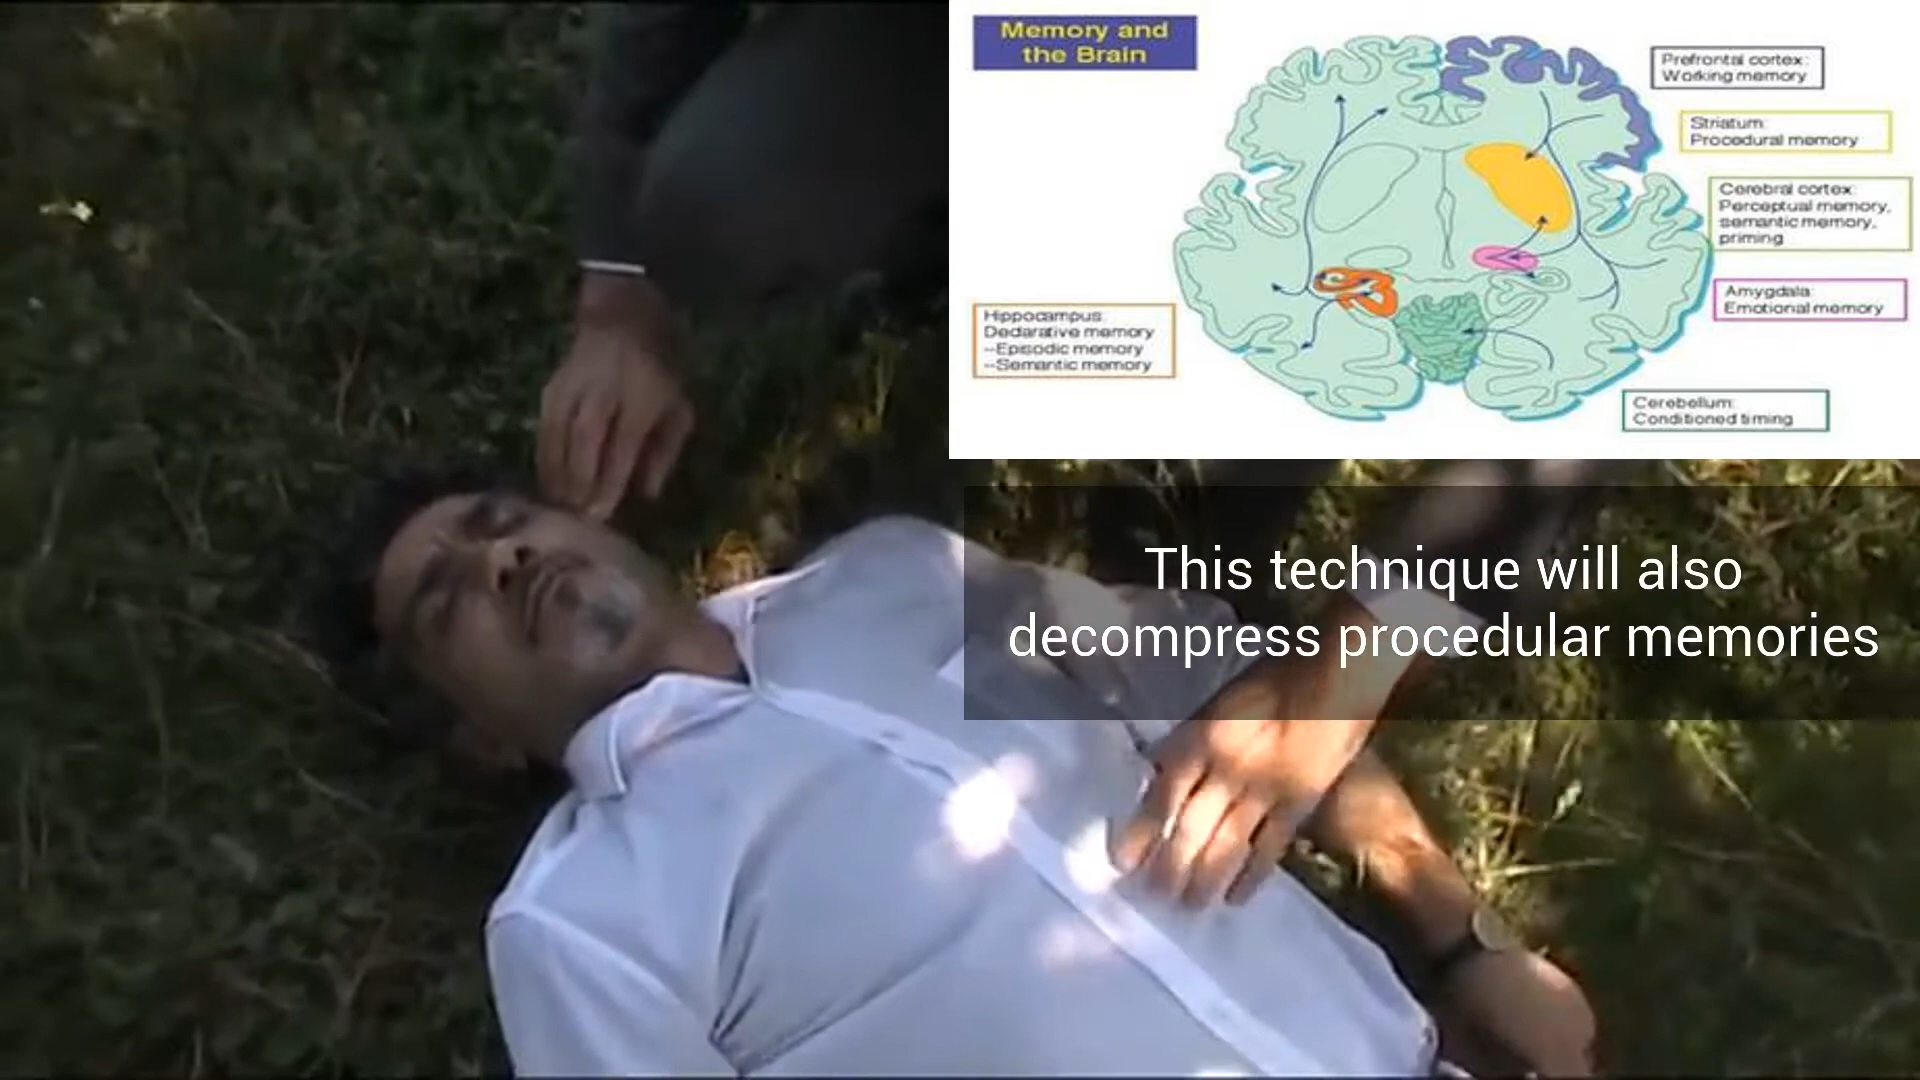 Memory and
the Brain
Prefrontal cortex:
Working memory
Striatum:
Procedural memory
Cerebral cortex:
Perceptual memory,
semantic memory,
priming
Amygdala:
Emotional memory
Hippocampus:
Declarative memory
--Episodic memory
--Semantic memory
Cerebellum:
Conditioned timing
This technique will also
decompress procedular memories